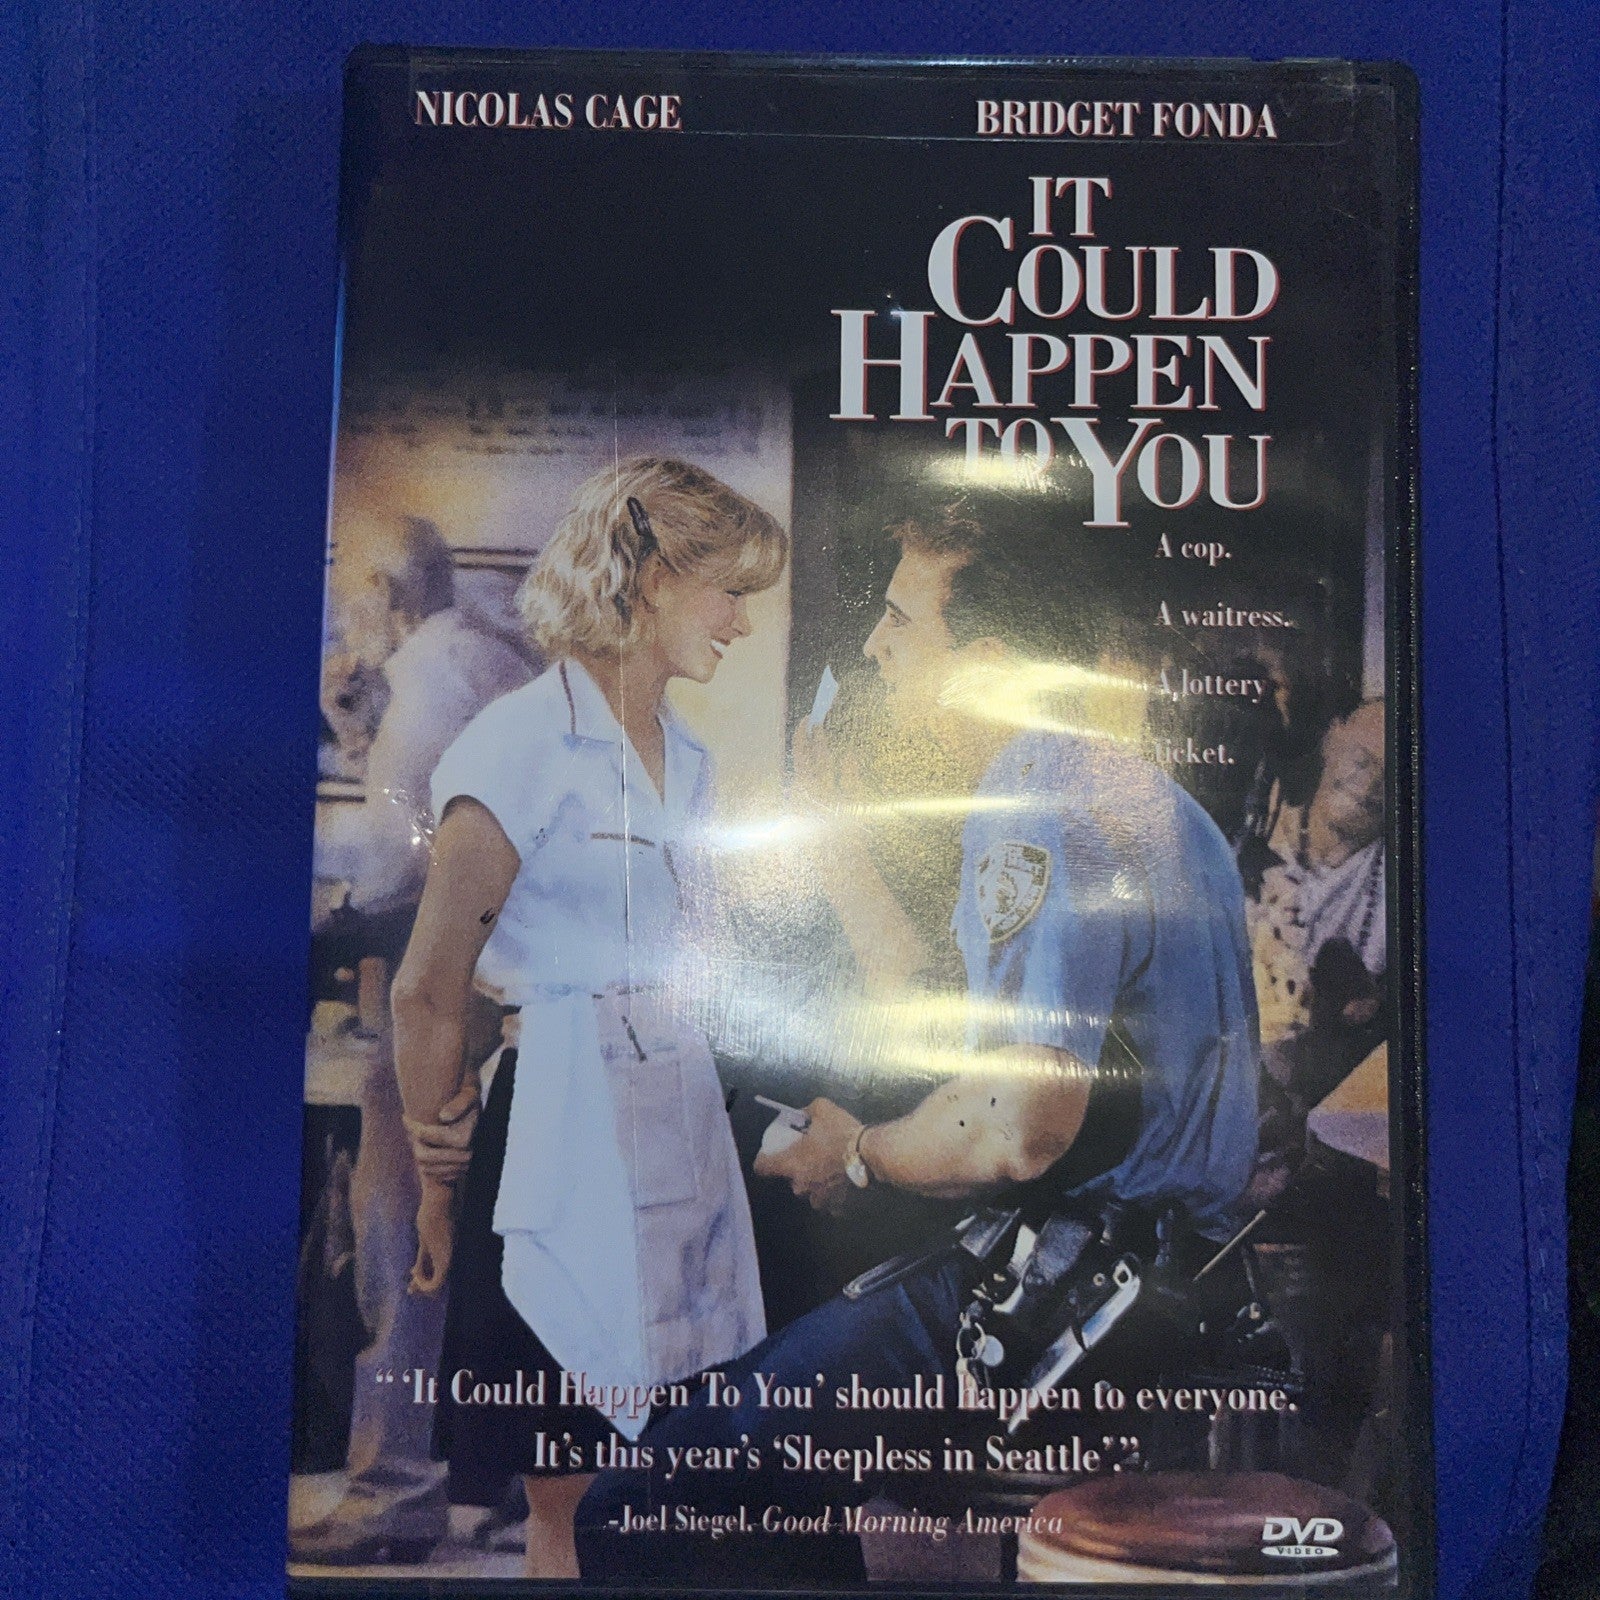 NICOLAS CAGE BRIDGET FONDA
IT
COULD
HAPPEN
TO YOU
A cop.
A waitress.
A lottery
ticket.
“‘It Could Happen To You’ should happen to everyone.
It’s this year’s ‘Sleepless in Seattle’.”
-Joel Siegel, Good Morning America
DVD
VIDEO